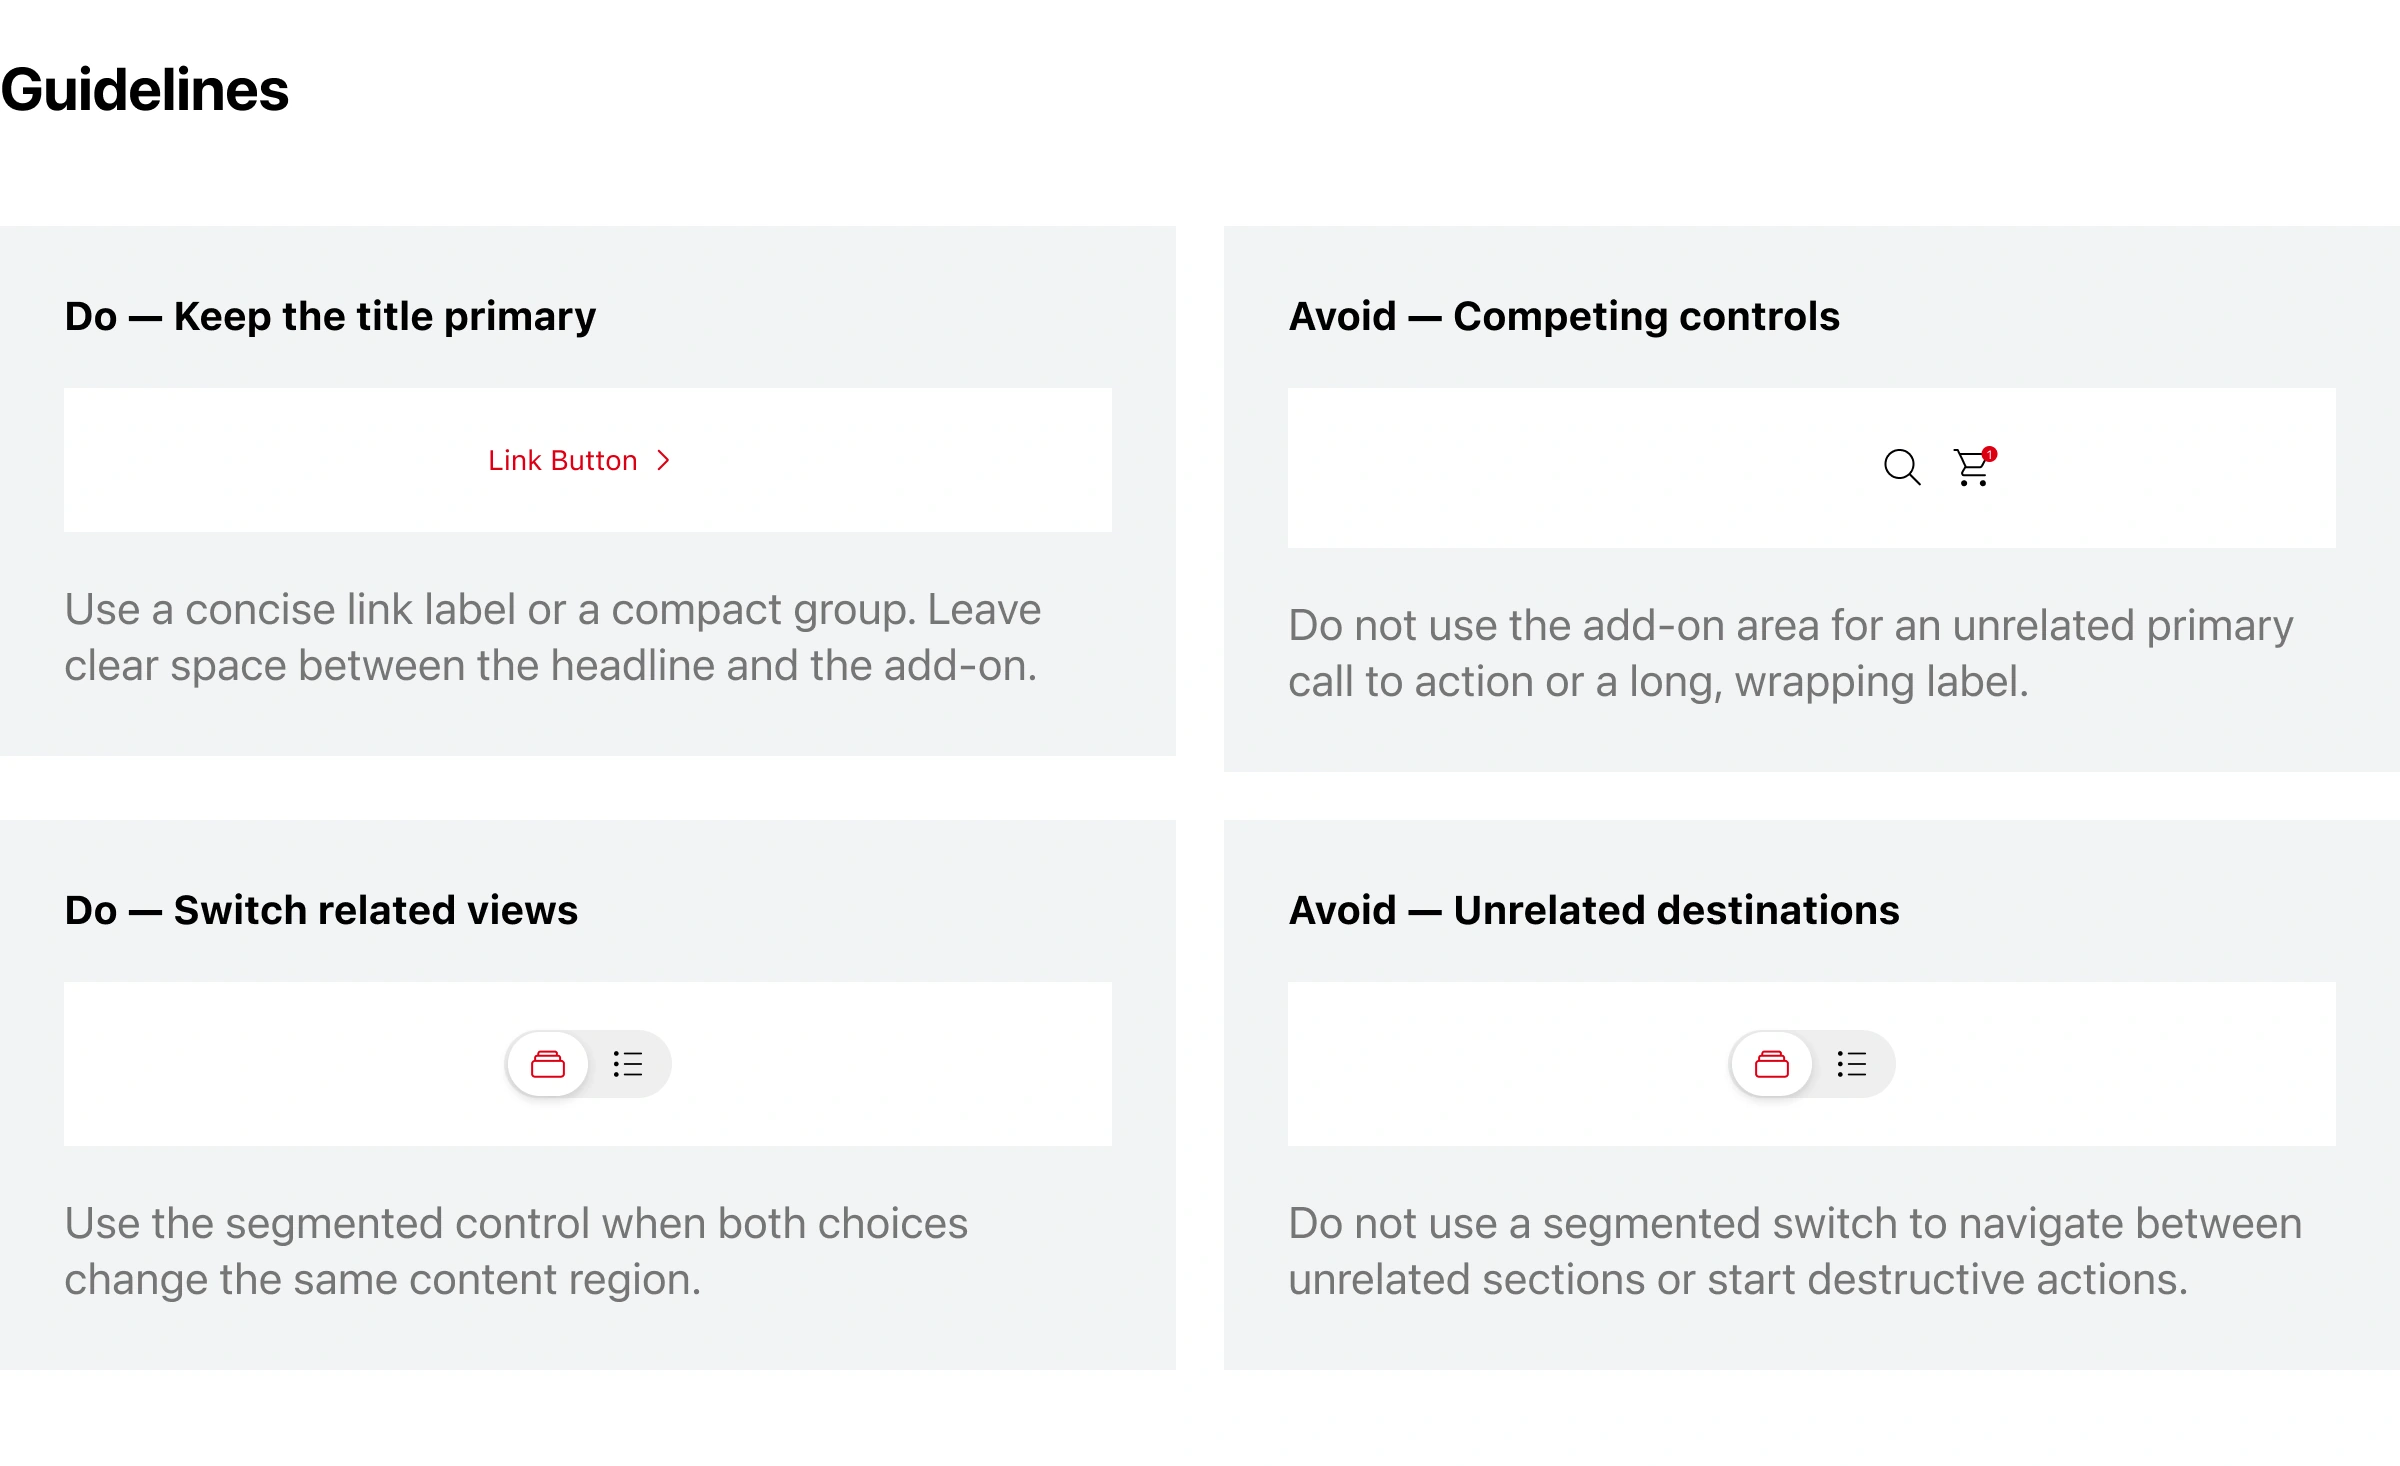 Guidelines
Do — Keep the title primary
Link Button
Use a concise link label or a compact group. Leave
clear space between the headline and the add-on.
Avoid — Competing controls
1
Do not use the add-on area for an unrelated primary
call to action or a long, wrapping label.
Do — Switch related views
Use the segmented control when both choices
change the same content region.
Avoid — Unrelated destinations
Do not use a segmented switch to navigate between
unrelated sections or start destructive actions.